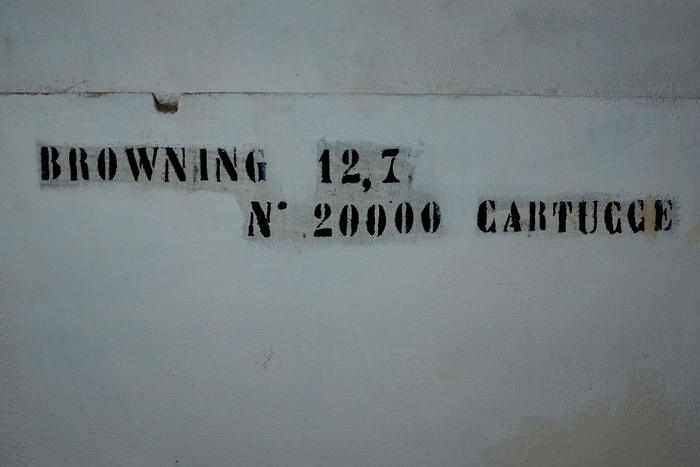 BROWNING 12,7
N° 20000 CARTUCCE